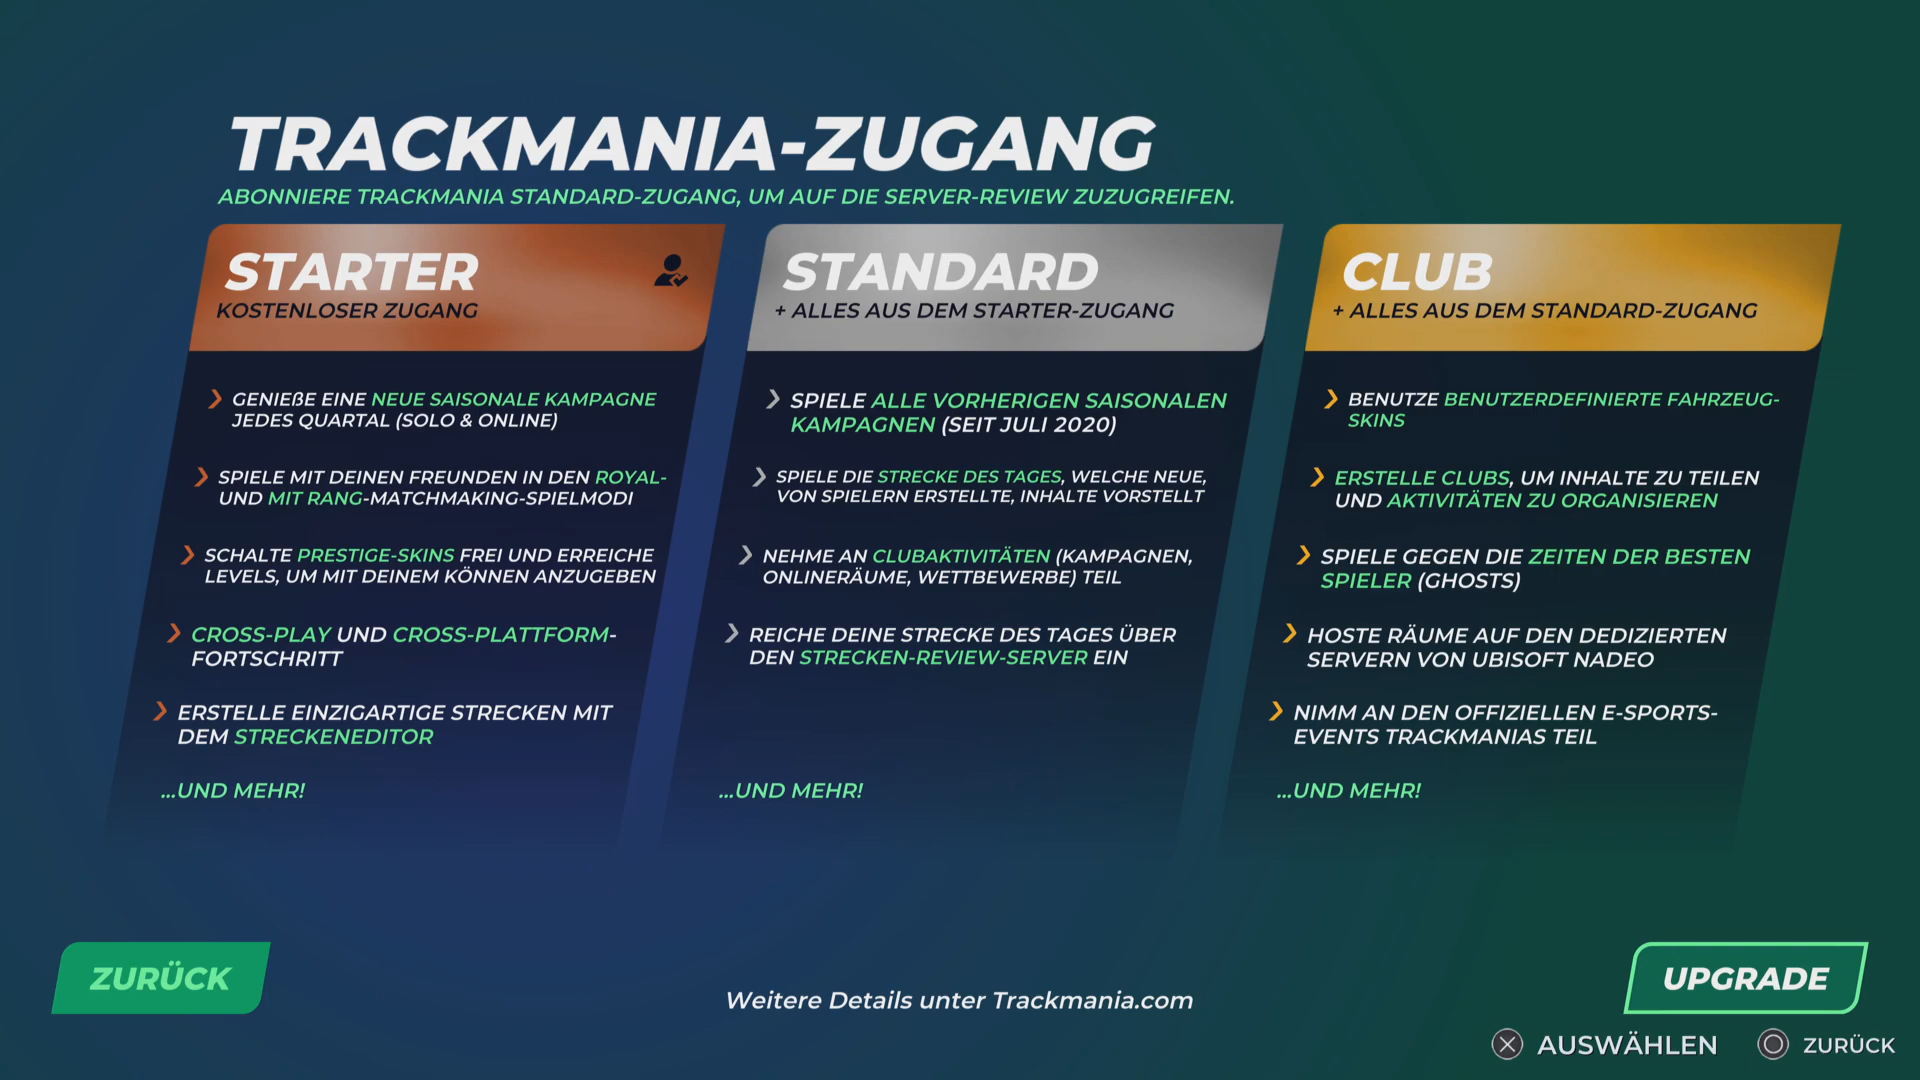 TRACKMANIA-ZUGANG
ABONNIERE TRACKMANIA STANDARD-ZUGANG, UM AUF DIE SERVER-REVIEW ZUZUGREIFEN.
STARTER
KOSTENLOSER ZUGANG
GENIEßE EINE NEUE SAISONALE KAMPAGNE
JEDES QUARTAL (SOLO & ONLINE)
SPIELE MIT DEINEN FREUNDEN IN DEN ROYAL-
UND MIT RANG-MATCHMAKING-SPIELMODI
SCHALTE PRESTIGE-SKINS FREI UND ERREICHE
LEVELS, UM MIT DEINEM KÖNNEN ANZUGEBEN
CROSS-PLAY UND CROSS-PLATTFORM-
FORTSCHRITT
ERSTELLE EINZIGARTIGE STRECKEN MIT
DEM STRECKENEDITOR
...UND MEHR!
STANDARD
+ ALLES AUS DEM STARTER-ZUGANG
SPIELE ALLE VORHERIGEN SAISONALEN
KAMPAGNEN (SEIT JULI 2020)
SPIELE DIE STRECKE DES TAGES, WELCHE NEUE,
VON SPIELERN ERSTELLTE, INHALTE VORSTELLT
NEHME AN CLUBAKTIVITÄTEN (KAMPAGNEN,
ONLINERÄUME, WETTBEWERBE) TEIL
REICHE DEINE STRECKE DES TAGES ÜBER
DEN STRECKEN-REVIEW-SERVER EIN
...UND MEHR!
CLUB
+ ALLES AUS DEM STANDARD-ZUGANG
BENUTZE BENUTZERDEFINIERTE FAHRZEUG-
SKINS
ERSTELLE CLUBS, UM INHALTE ZU TEILEN
UND AKTIVITÄTEN ZU ORGANISIEREN
SPIELE GEGEN DIE ZEITEN DER BESTEN
SPIELER (GHOSTS)
HOSTE RÄUME AUF DEN DEDIZIERTEN
SERVERN VON UBISOFT NADEO
NIMM AN DEN OFFIZIELLEN E-SPORTS-
EVENTS TRACKMANIAS TEIL
...UND MEHR!
ZURÜCK
Weitere Details unter Trackmania.com
UPGRADE
AUSWÄHLEN
ZURÜCK